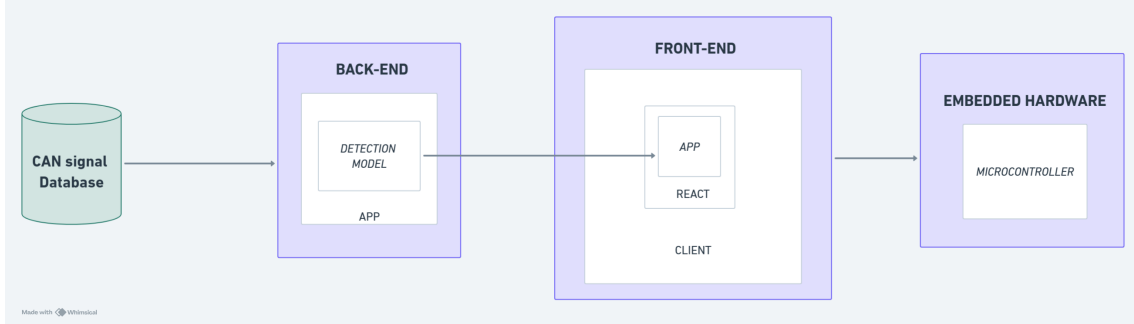 CAN signal
Database
BACK-END
DETECTION
MODEL
APP
FRONT-END
APP
REACT
CLIENT
EMBEDDED HARDWARE
MICROCONTROLLER
Made with Whimsical